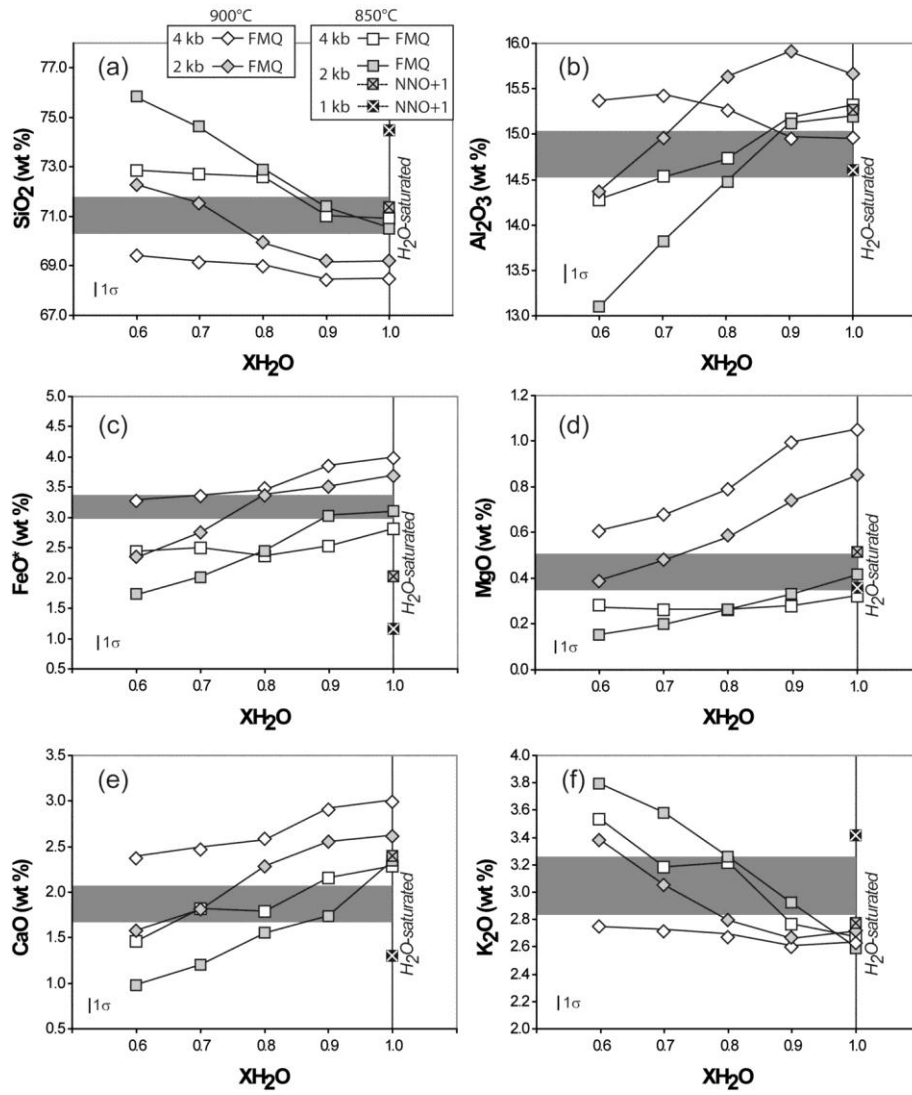 900°C 850°C
4 kb FMQ 4 kb FMQ
2 kb FMQ 2 kb FMQ
NNO+1
1 kb NNO+1
(a)
SiO2 (wt %)
77.0
75.0
73.0
71.0
69.0
67.0
1σ
H2O-saturated
0.6 0.7 0.8 0.9 1.0
XH2O
(b)
Al2O3 (wt %)
16.0
15.5
15.0
14.5
14.0
13.5
13.0
1σ
H2O-saturated
0.6 0.7 0.8 0.9 1.0
XH2O
(c)
FeO* (wt %)
5.0
4.5
4.0
3.5
3.0
2.5
2.0
1.5
1.0
0.5
1σ
H2O-saturated
0.6 0.7 0.8 0.9 1.0
XH2O
(d)
MgO (wt %)
1.2
1.0
0.8
0.6
0.4
0.2
0.0
1σ
H2O-saturated
0.6 0.7 0.8 0.9 1.0
XH2O
(e)
CaO (wt %)
3.5
3.0
2.5
2.0
1.5
1.0
0.5
1σ
H2O-saturated
0.6 0.7 0.8 0.9 1.0
XH2O
(f)
K2O (wt %)
4.0
3.8
3.6
3.4
3.2
3.0
2.8
2.6
2.4
2.2
2.0
1σ
H2O-saturated
0.6 0.7 0.8 0.9 1.0
XH2O